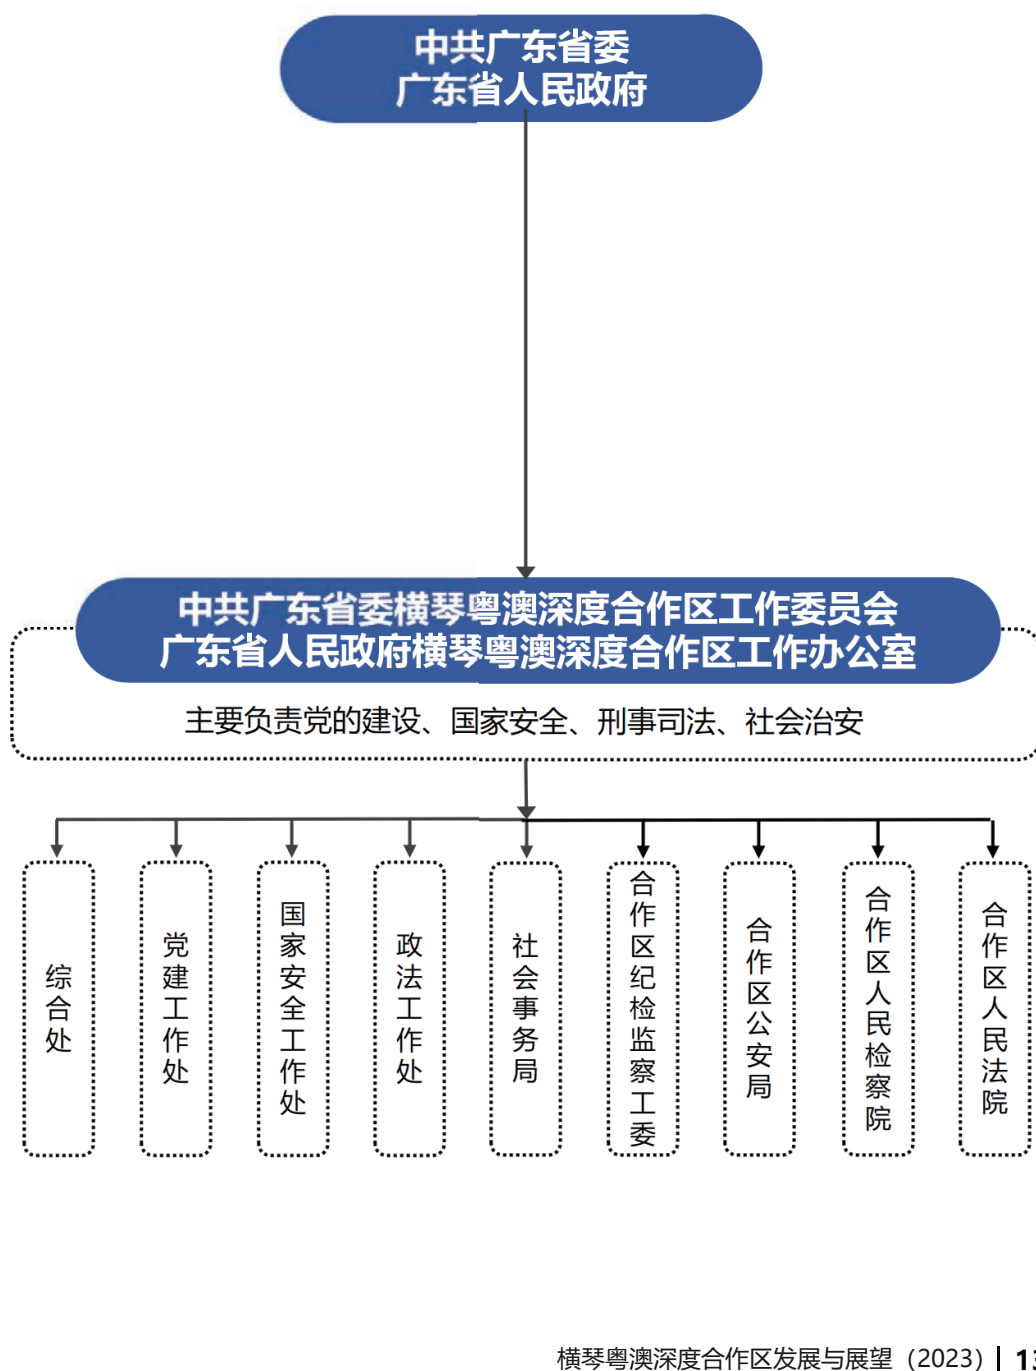 中共广东省委
广东省人民政府
中共广东省委横琴粤澳深度合作区工作委员会
广东省人民政府横琴粤澳深度合作区工作办公室
主要负责党的建设、国家安全、刑事司法、社会治安
综合处
党建工作处
国家安全工作处
政法工作处
社会事务局
合作区纪检监察工委
合作区公安局
合作区人民检察院
合作区人民法院
横琴粤澳深度合作区发展与展望（2023）